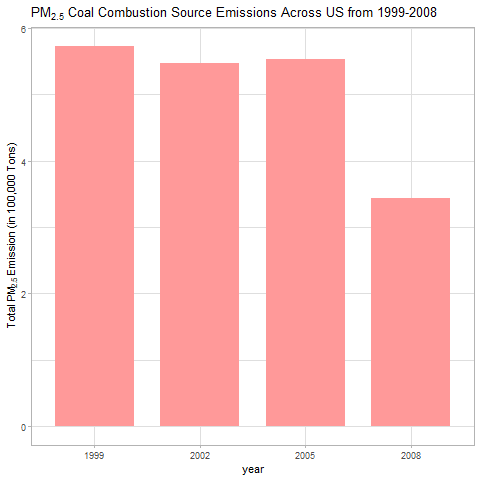 PM2.5 Coal Combustion Source Emissions Across US from 1999-2008
Total PM2.5 Emission (in 100,000 Tons)
6
4
2
0
1999 2002 2005 2008
year